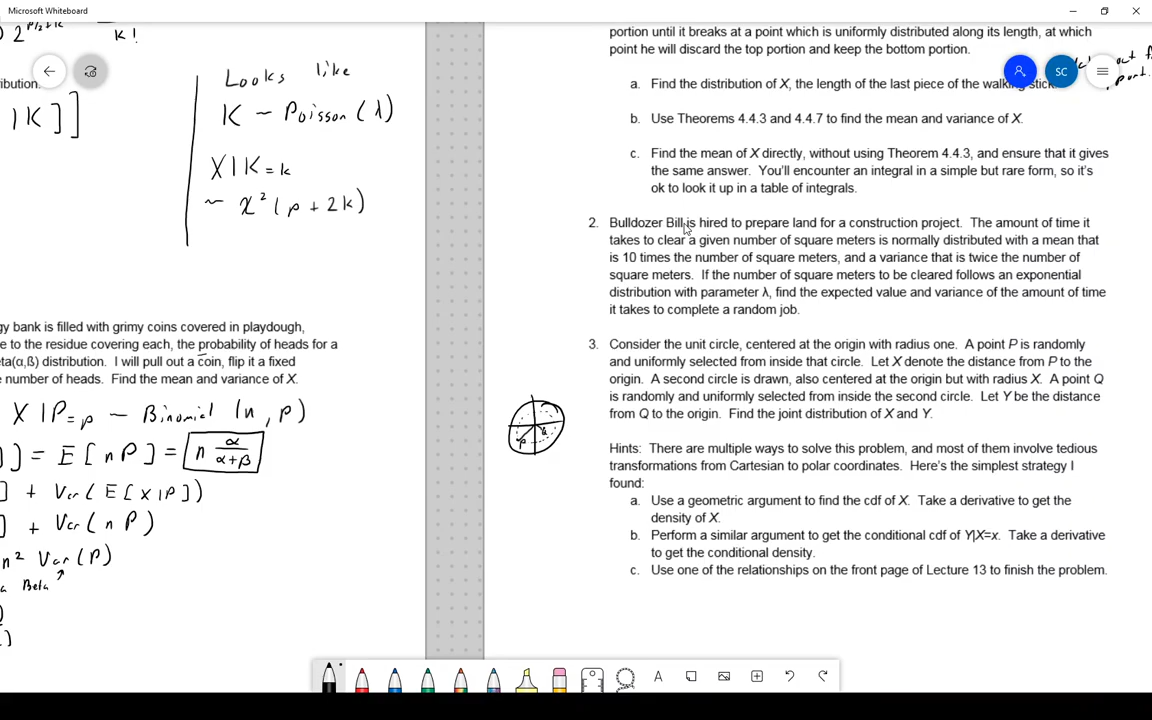 Microsoft Whiteboard
2^{p/2+k}
k!
ribution.
| K ] ]
Looks like
K ~ Poisson (λ)
X | K = k
~ χ² ( p + 2k )
gy bank is filled with grimy coins covered in playdough,
e to the residue covering each, the probability of heads for a
eta(α,ß) distribution. I will pull out a coin, flip it a fixed
e number of heads. Find the mean and variance of X.
X | P = p ~ Binomial (n, p)
) ] = E [ n P ] = n α/(α+β)
] + Var ( E [ X | P ] )
] + Var ( n P )
n² Var ( P )
a Beta
portion until it breaks at a point which is uniformly distributed along its length, at which
point he will discard the top portion and keep the bottom portion.
a. Find the distribution of X, the length of the last piece of the walking stick
SC
out
port.
b. Use Theorems 4.4.3 and 4.4.7 to find the mean and variance of X.
c. Find the mean of X directly, without using Theorem 4.4.3, and ensure that it gives
the same answer. You’ll encounter an integral in a simple but rare form, so it’s
ok to look it up in a table of integrals.
2. Bulldozer Bill is hired to prepare land for a construction project. The amount of time it
takes to clear a given number of square meters is normally distributed with a mean that
is 10 times the number of square meters, and a variance that is twice the number of
square meters. If the number of square meters to be cleared follows an exponential
distribution with parameter λ, find the expected value and variance of the amount of time
it takes to complete a random job.
3. Consider the unit circle, centered at the origin with radius one. A point P is randomly
and uniformly selected from inside that circle. Let X denote the distance from P to the
origin. A second circle is drawn, also centered at the origin but with radius X. A point Q
is randomly and uniformly selected from inside the second circle. Let Y be the distance
from Q to the origin. Find the joint distribution of X and Y.
Hints: There are multiple ways to solve this problem, and most of them involve tedious
transformations from Cartesian to polar coordinates. Here’s the simplest strategy I
found:
a. Use a geometric argument to find the cdf of X. Take a derivative to get the
density of X.
b. Perform a similar argument to get the conditional cdf of Y|X=x. Take a derivative
to get the conditional density.
c. Use one of the relationships on the front page of Lecture 13 to finish the problem.